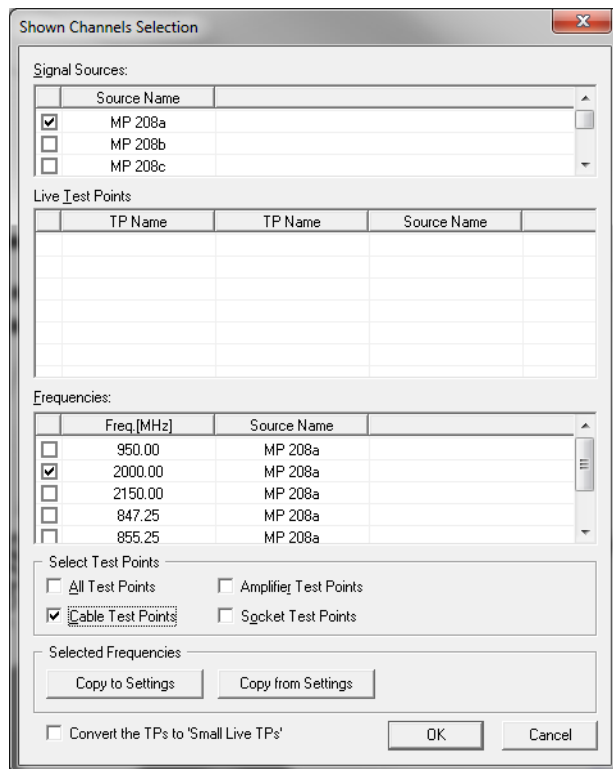 Shown Channels Selection
Signal Sources:
Source Name
MP 208a
MP 208b
MP 208c
Live Test Points
TP Name TP Name Source Name
Frequencies:
Freq.[MHz] Source Name
950.00 MP 208a
2000.00 MP 208a
2150.00 MP 208a
847.25 MP 208a
855.25 MP 208a
Select Test Points
All Test Points Amplifier Test Points
Cable Test Points Socket Test Points
Selected Frequencies
Copy to Settings Copy from Settings
Convert the TPs to 'Small Live TPs' OK Cancel